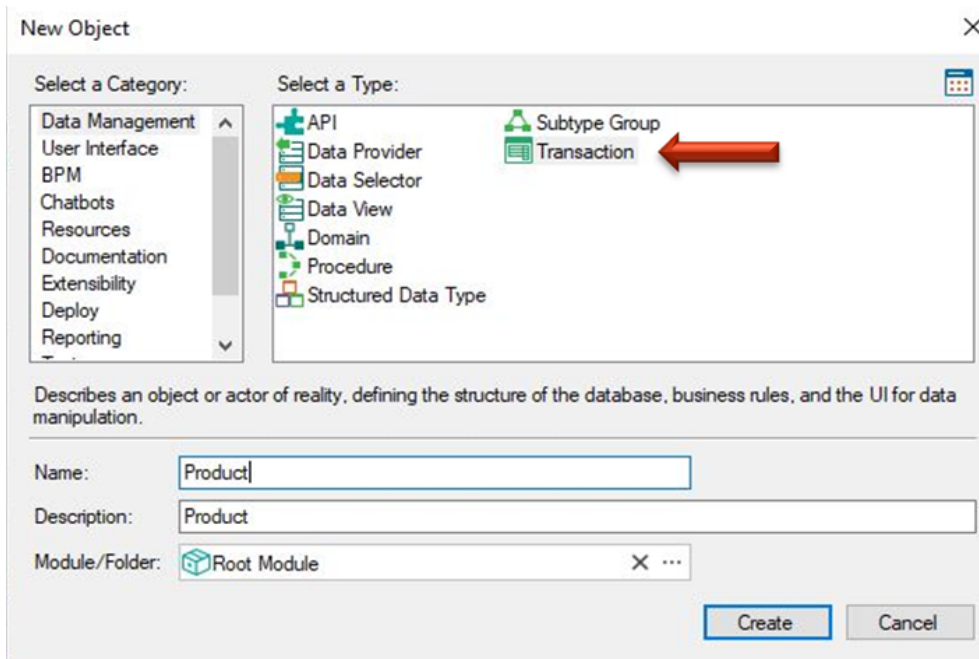 New Object
Select a Category:
Select a Type:
Data Management
User Interface
BPM
Chatbots
Resources
Documentation
Extensibility
Deploy
Reporting
API
Data Provider
Data Selector
Data View
Domain
Procedure
Structured Data Type
Subtype Group
Transaction
Describes an object or actor of reality, defining the structure of the database, business rules, and the UI for data
manipulation.
Name:
Product
Description:
Product
Module/Folder:
Root Module
Create
Cancel